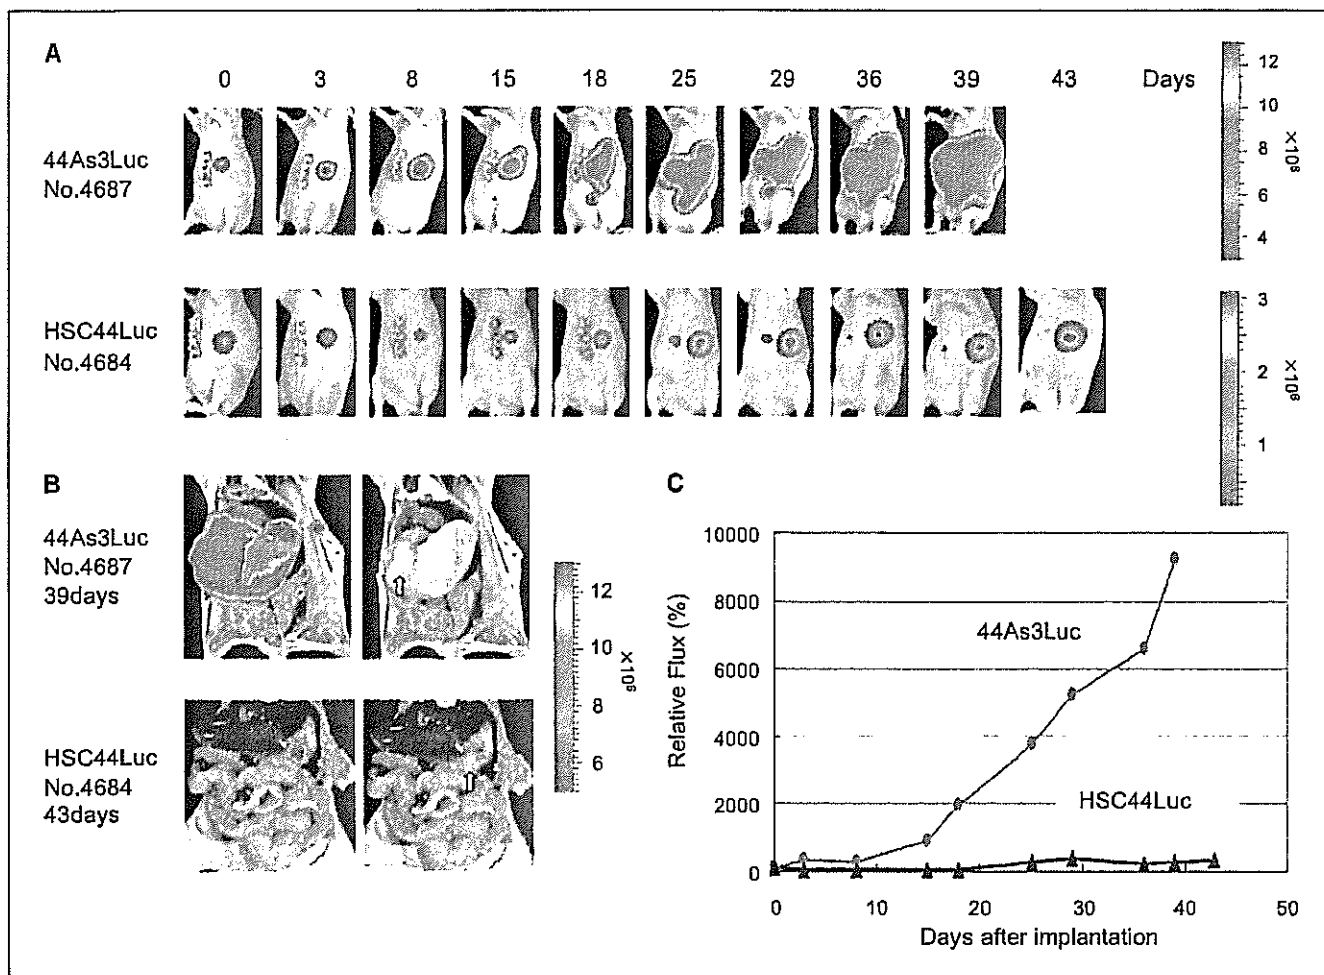 A
0 3 8 15 18 25 29 36 39 43 Days
44As3Luc
No.4687
12
10
8
6
4
×10⁶
HSC44Luc
No.4684
3
2
1
×10⁶
B
44As3Luc
No.4687
39days
HSC44Luc
No.4684
43days
12
10
8
6
×10⁶
C
10000
8000
6000
4000
2000
0
Relative Flux (%)
44As3Luc
HSC44Luc
0 10 20 30 40 50
Days after implantation